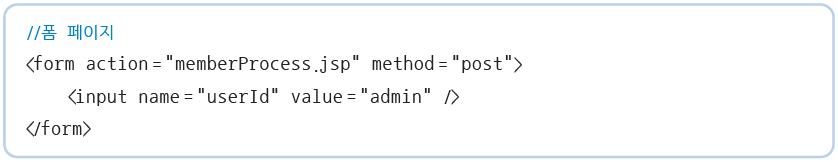 //폼 페이지
<form action="memberProcess.jsp" method="post">
    <input name="userId" value="admin" />
</form>